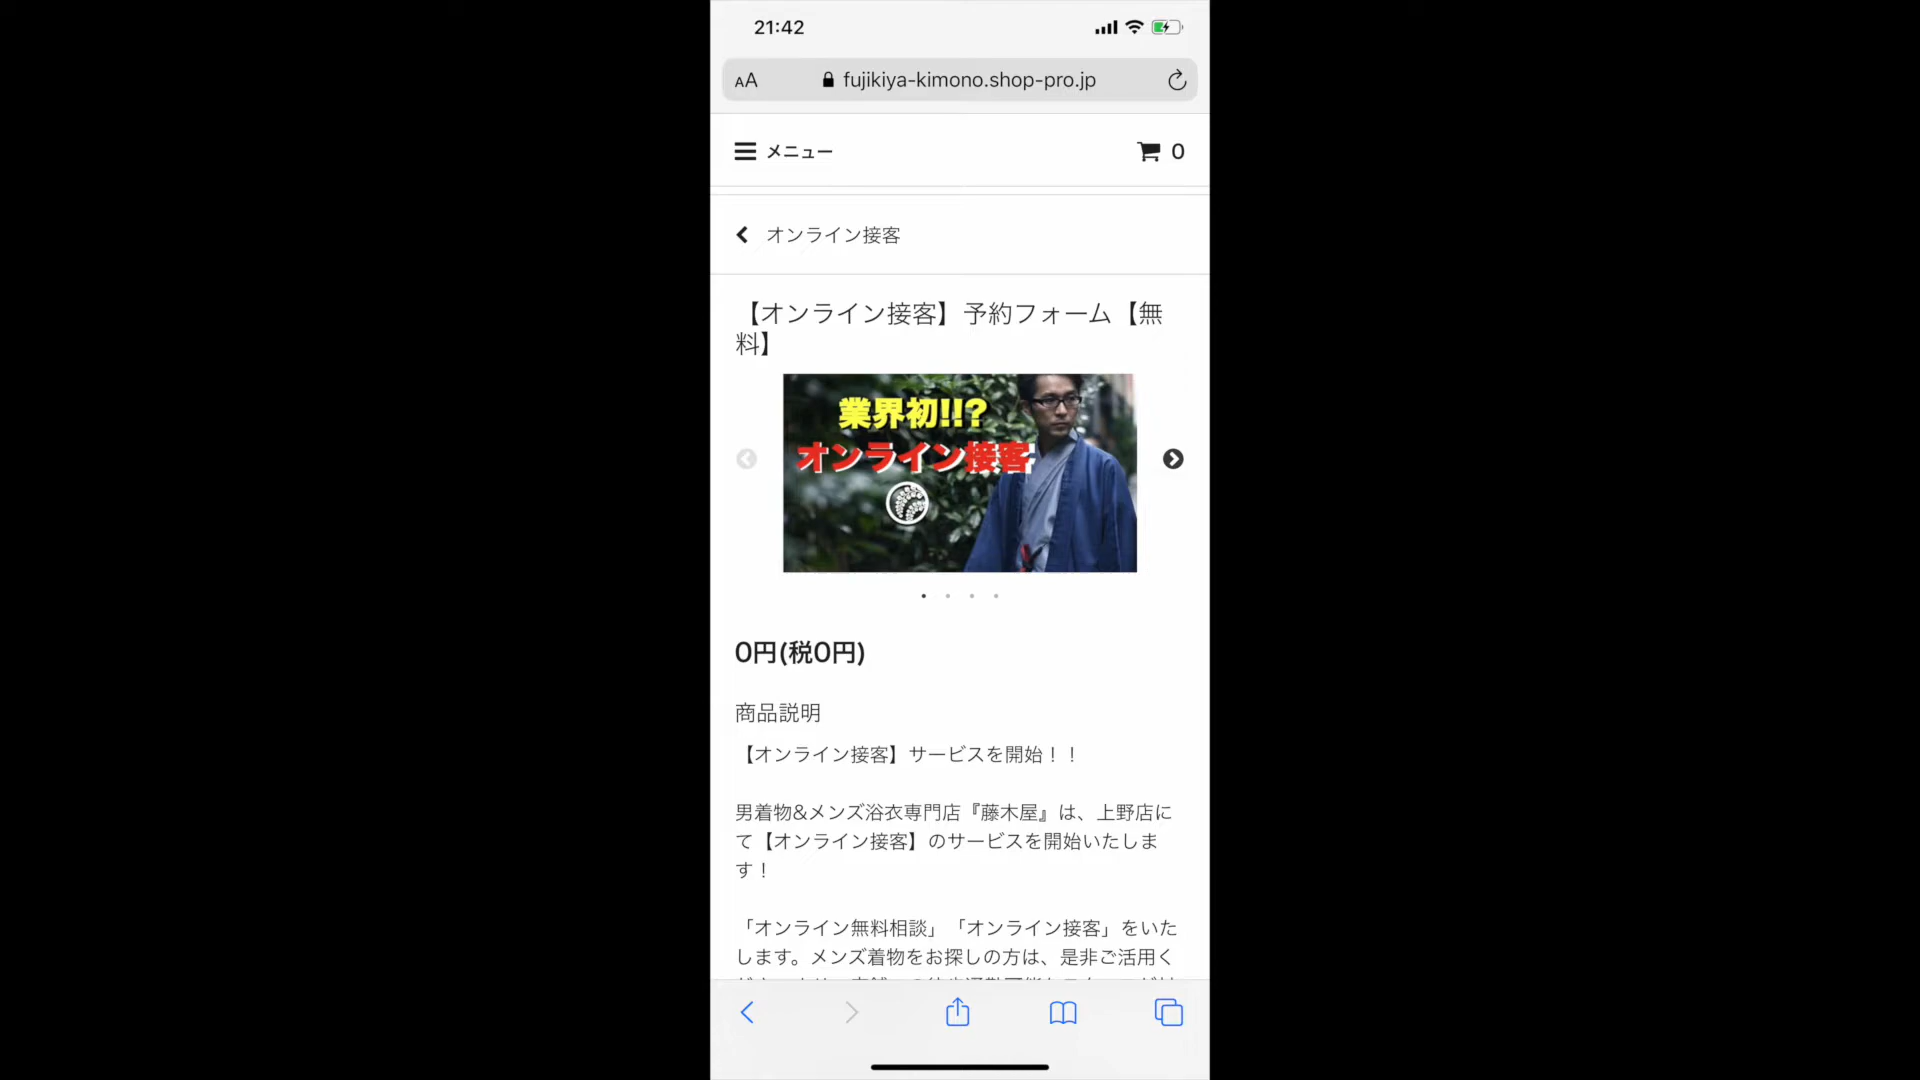 21:42
AA fujikiya-kimono.shop-pro.jp
メニュー 0
オンライン接客
【オンライン接客】予約フォーム【無
料】
業界初!!?
オンライン接客
0円(税0円)
商品説明
【オンライン接客】サービスを開始！！
男着物&メンズ浴衣専門店『藤木屋』は、上野店に
て【オンライン接客】のサービスを開始いたしま
す！
「オンライン無料相談」「オンライン接客」をいた
します。メンズ着物をお探しの方は、是非ご活用く